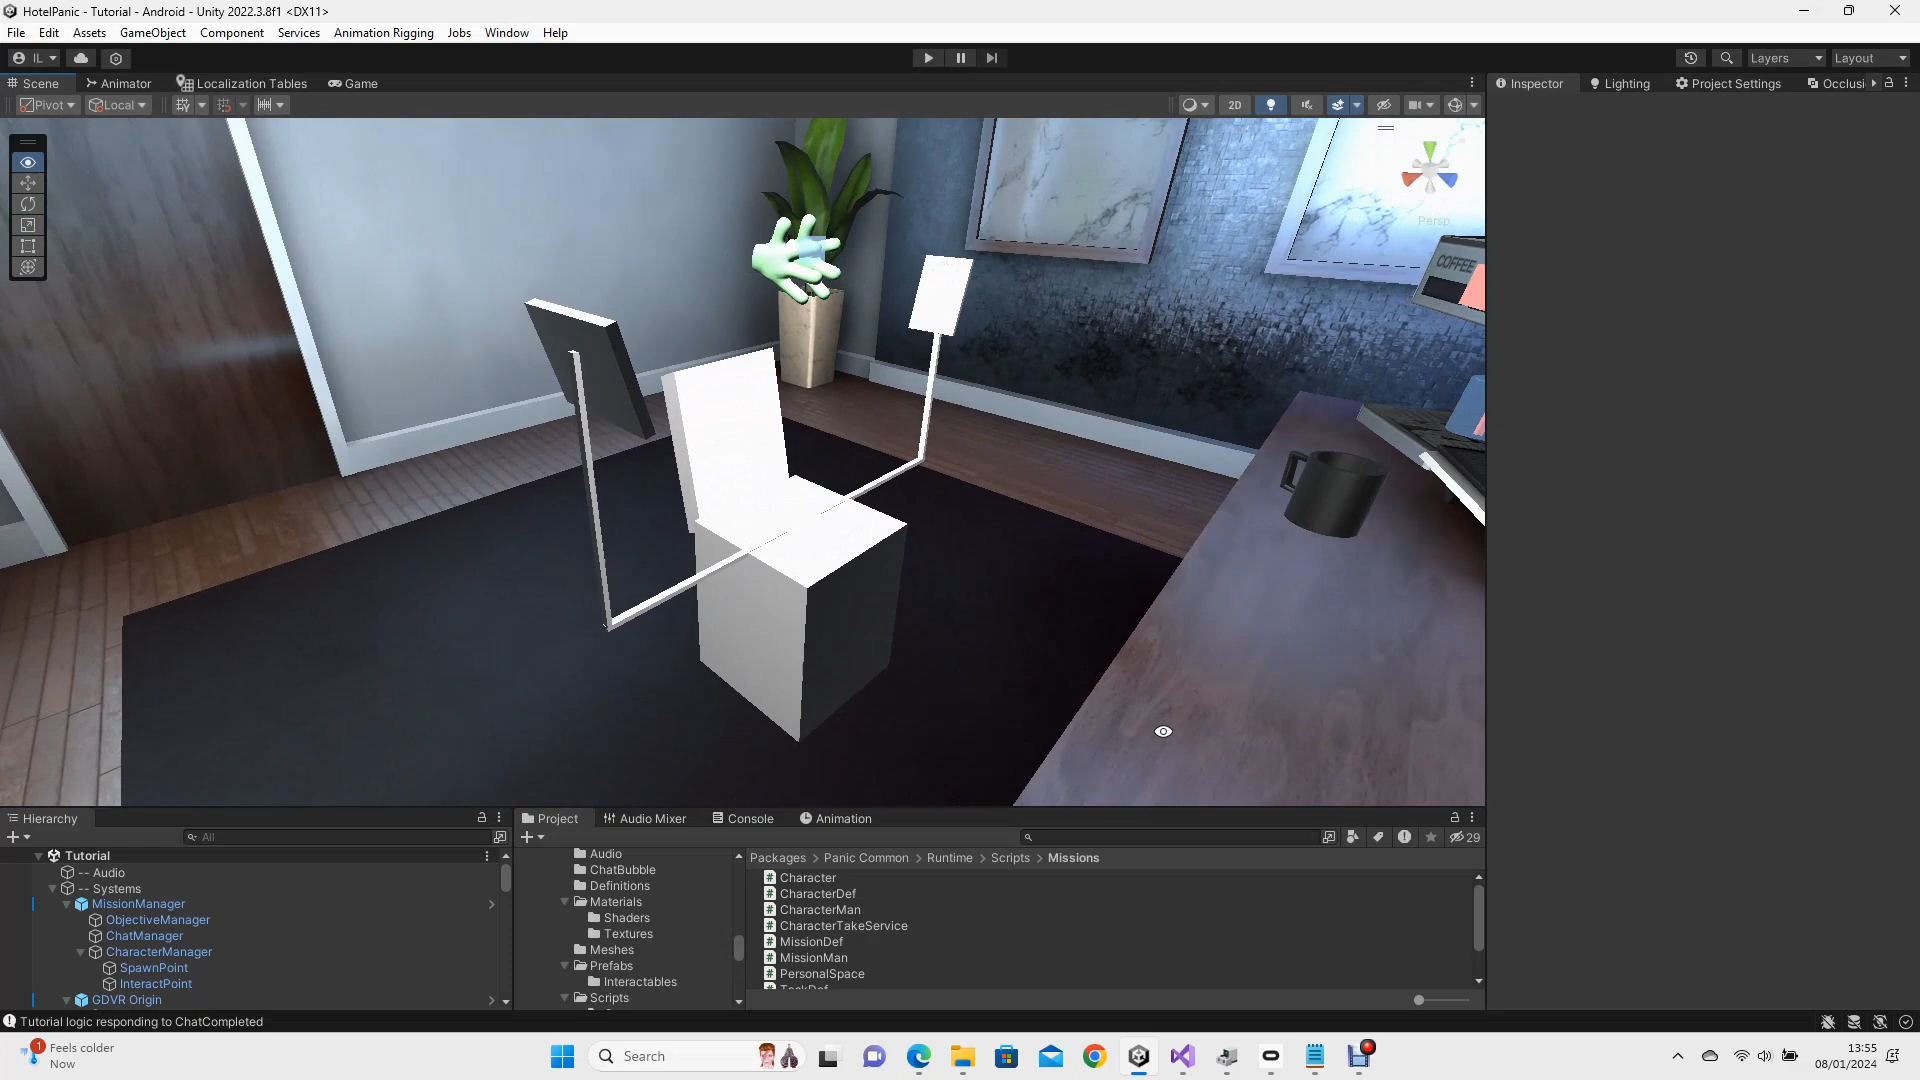 HotelPanic - Tutorial - Android - Unity 2022.3.8f1 <DX11>
File Edit Assets GameObject Component Services Animation Rigging Jobs Window Help
IL Layers Layout
Scene Animator Localization Tables Game Inspector Lighting Project Settings Occlusi
Pivot Local 2D
Persp
COFFEE
Hierarchy Project Audio Mixer Console Animation
All 29
Tutorial
-- Audio
-- Systems
MissionManager
ObjectiveManager
ChatManager
CharacterManager
SpawnPoint
InteractPoint
GDVR Origin
Audio
ChatBubble
Definitions
Materials
Shaders
Textures
Meshes
Prefabs
Interactables
Scripts
Packages > Panic Common > Runtime > Scripts > Missions
Character
CharacterDef
CharacterMan
CharacterTakeService
MissionDef
MissionMan
PersonalSpace
TaskDef
Tutorial logic responding to ChatCompleted
1 Feels colder
Now
Search
13:55
08/01/2024